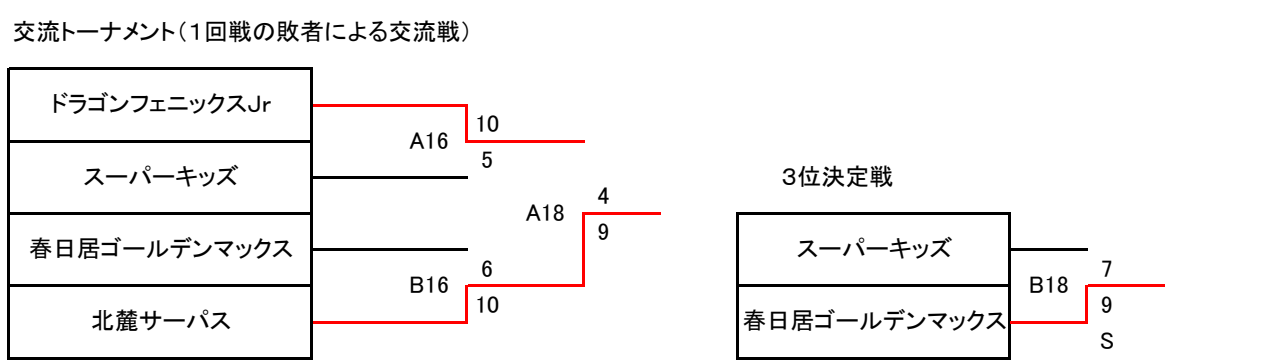 交流トーナメント（１回戦の敗者による交流戦）
ドラゴンフェニックスJr
10
A16
5
スーパーキッズ
３位決定戦
4
A18
9
春日居ゴールデンマックス
スーパーキッズ
6
7
B16
B18
10
9
北麓サーパス
春日居ゴールデンマックス
S